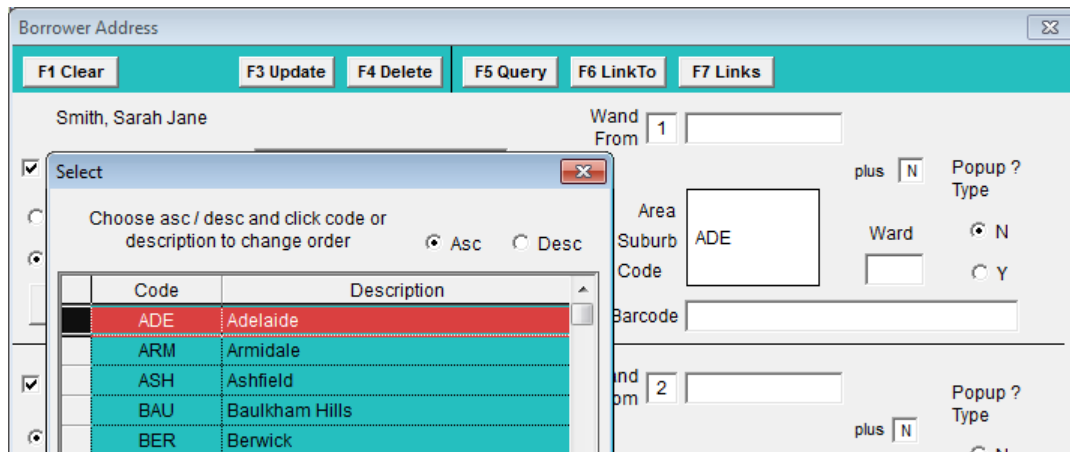 Borrower Address
F1 Clear F3 Update F4 Delete F5 Query F6 LinkTo F7 Links
Smith, Sarah Jane
Wand
From 1
plus N
Popup ?
Type
Area
Suburb
Code
ADE
Ward
N
Y
Barcode
Select
Choose asc / desc and click code or
description to change order
Asc Desc
Code Description
ADE Adelaide
ARM Armidale
ASH Ashfield
BAU Baulkham Hills
BER Berwick
2
plus N
Popup ?
Type